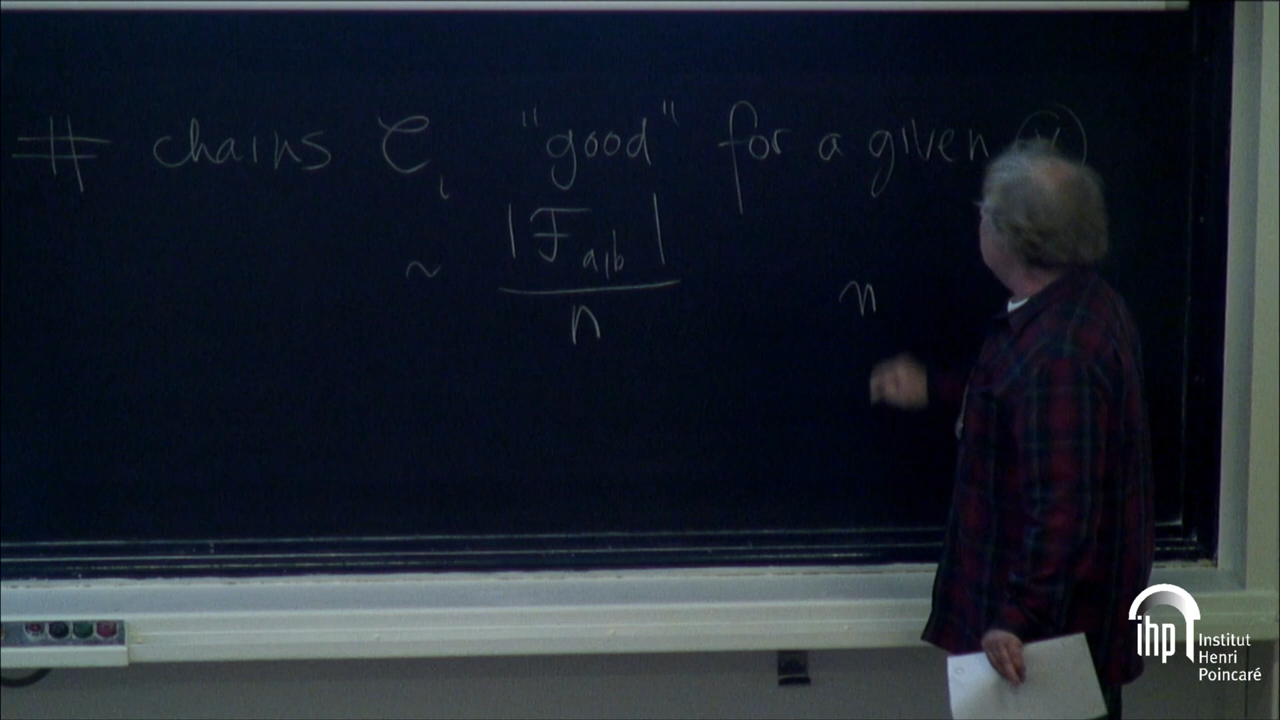 # chains C_i "good" for a given
~ |F_{a,b}| / n
n
ihp Institut
Henri
Poincaré